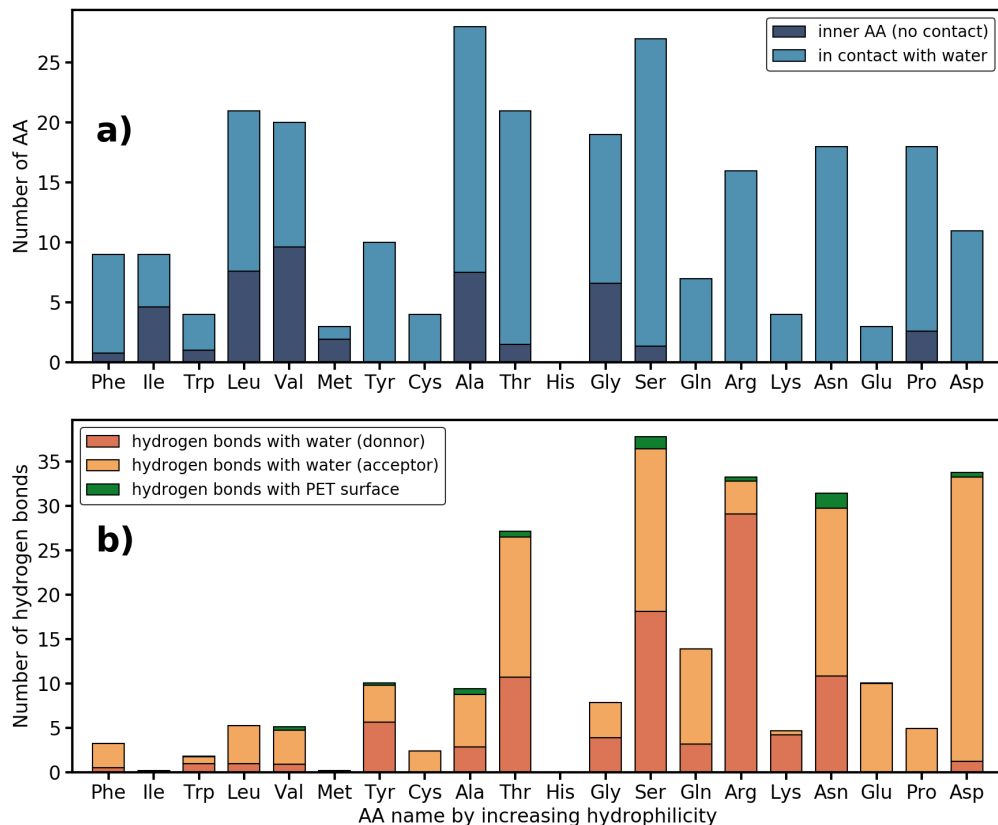 inner AA (no contact)
in contact with water
a)
Number of AA
25
20
15
10
5
0
Phe Ile Trp Leu Val Met Tyr Cys Ala Thr His Gly Ser Gln Arg Lys Asn Glu Pro Asp
hydrogen bonds with water (donnor)
hydrogen bonds with water (acceptor)
hydrogen bonds with PET surface
b)
Number of hydrogen bonds
35
30
25
20
15
10
5
0
Phe Ile Trp Leu Val Met Tyr Cys Ala Thr His Gly Ser Gln Arg Lys Asn Glu Pro Asp
AA name by increasing hydrophilicity